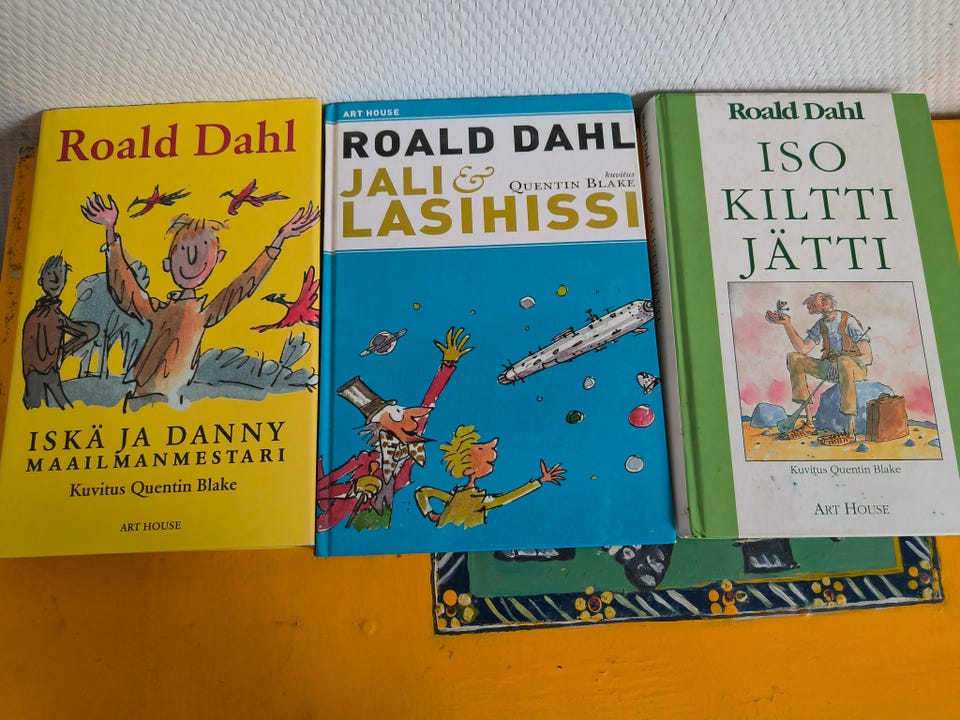 Roald Dahl
ISKÄ JA DANNY
MAAILMANMESTARI
Kuvitus Quentin Blake
ART HOUSE
ART HOUSE
ROALD DAHL
JALI &
kuvitus
QUENTIN BLAKE
LASIHISSI
Roald Dahl
ISO
KILTTI
JÄTTI
Kuvitus Quentin Blake
ART HOUSE